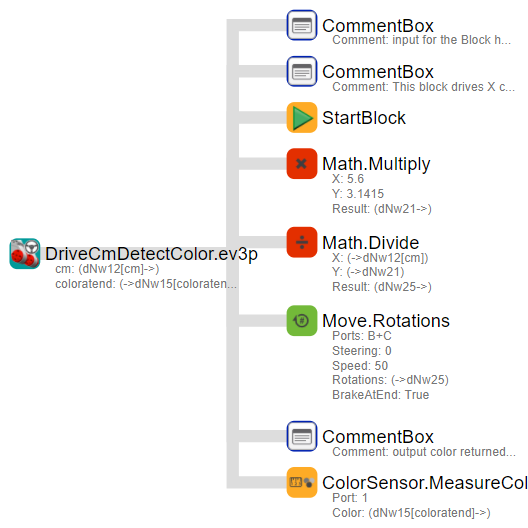 CommentBox
Comment: input for the Block h...
CommentBox
Comment: This block drives X c...
StartBlock
Math.Multiply
X: 5.6
Y: 3.1415
Result: (dNw21->)
DriveCmDetectColor.ev3p
cm: (dNw12[cm]->)
coloratend: (->dNw15[coloraten...
Math.Divide
X: (->dNw12[cm])
Y: (->dNw21)
Result: (dNw25->)
Move.Rotations
Ports: B+C
Steering: 0
Speed: 50
Rotations: (->dNw25)
BrakeAtEnd: True
CommentBox
Comment: output color returned...
ColorSensor.MeasureCol
Port: 1
Color: (dNw15[coloratend]->)